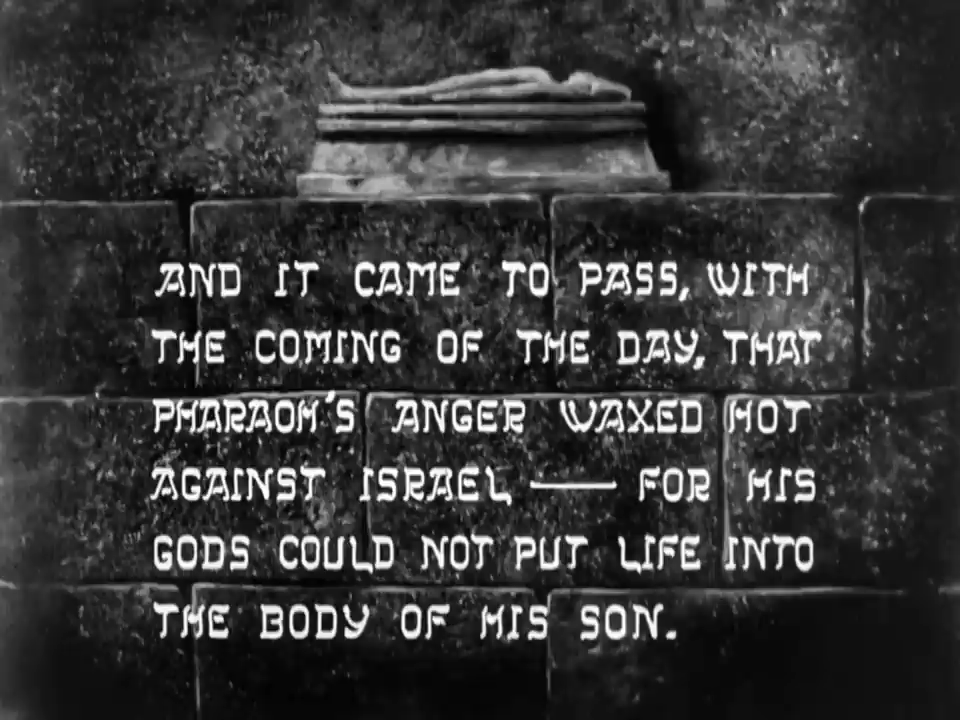 AND IT CAME TO PASS, WITH
THE COMING OF THE DAY, THAT
PHARAOH'S ANGER WAXED HOT
AGAINST ISRAEL — FOR HIS
GODS COULD NOT PUT LIFE INTO
THE BODY OF HIS SON.